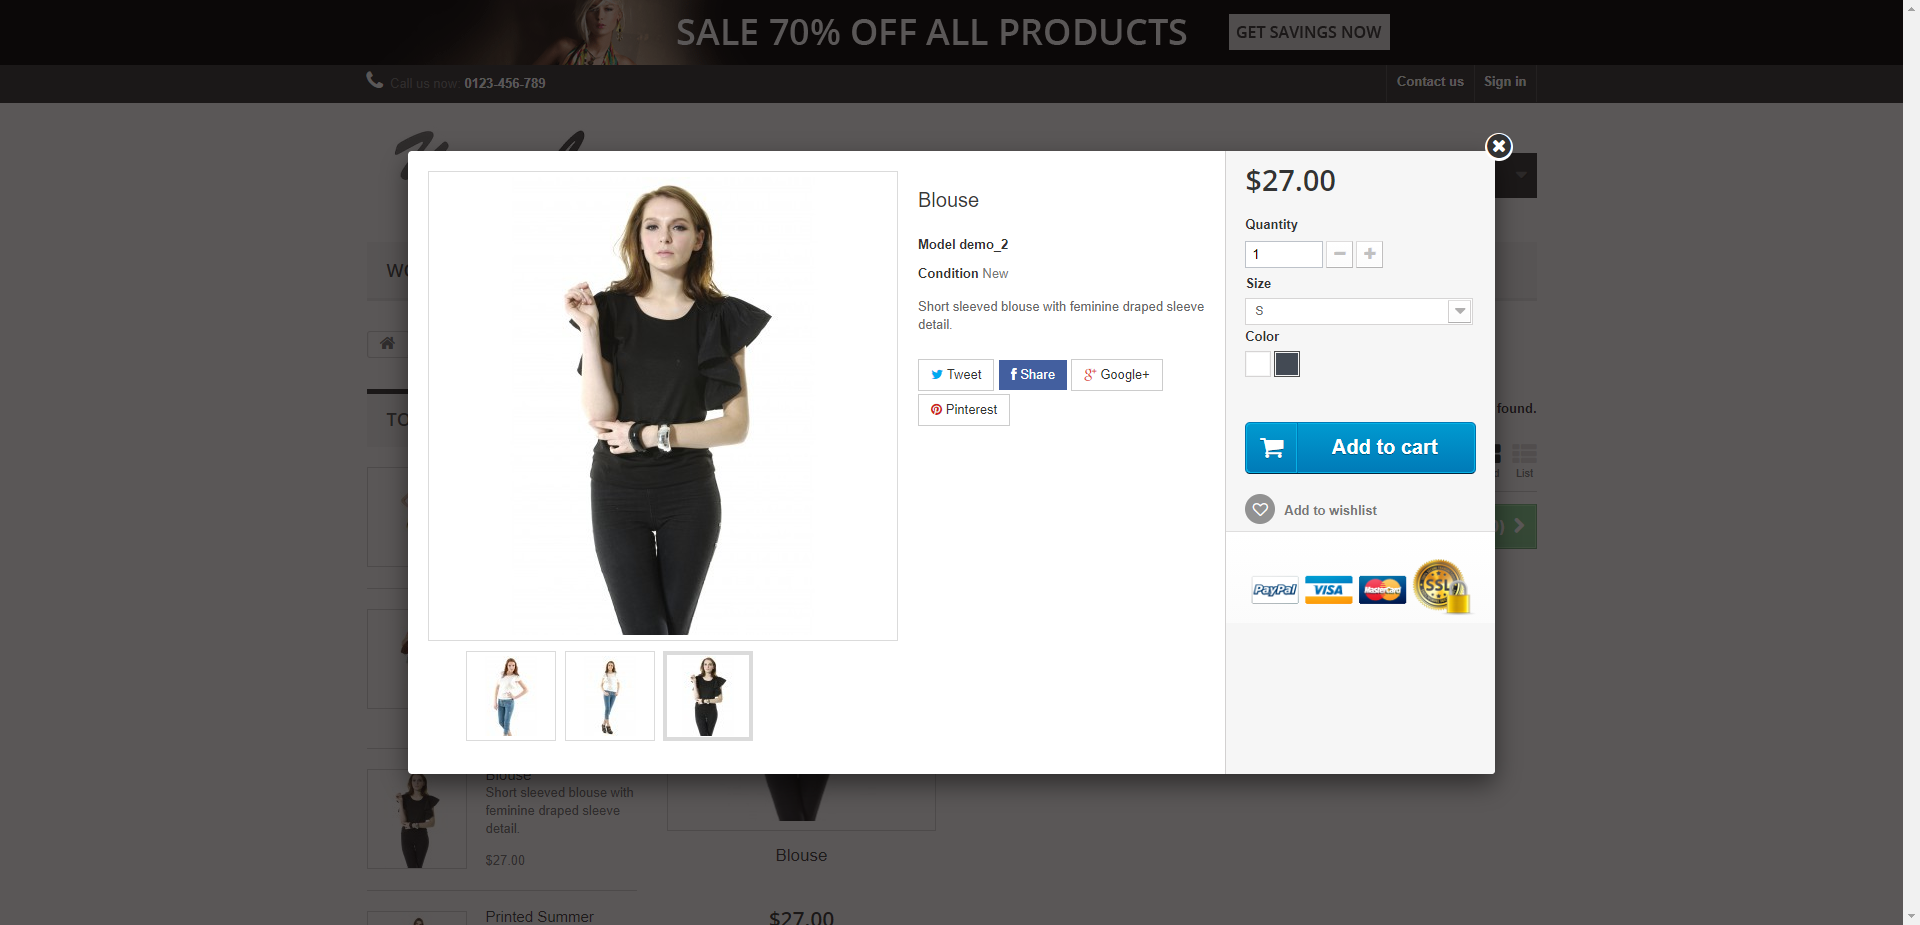 SALE 70% OFF ALL PRODUCTS
GET SAVINGS NOW
Call us now: 0123-456-789
Contact us
Sign in
$27.00
Blouse
Quantity
Model demo_2
1
Condition New
Size
Short sleeved blouse with feminine draped sleeve
detail.
S
Color
Tweet
Share
Google+
Pinterest
found.
Add to cart
List
Add to wishlist
PayPal
VISA
MasterCard
SSL
Blouse
Short sleeved blouse with
feminine draped sleeve
detail.
$27.00
Blouse
Printed Summer
$27.00